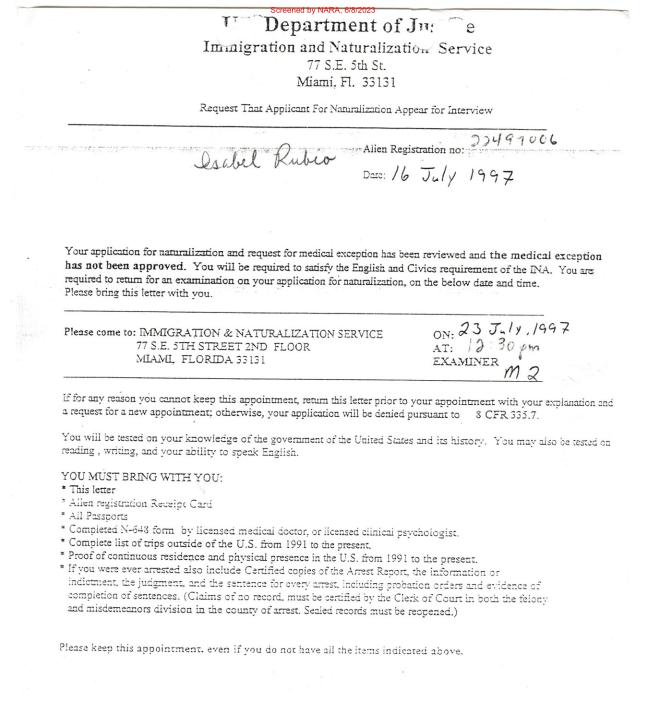 Screened by NARA, 6/8/2023
Department of
Immigration and Naturalization Service
77 S.E. 5th St.
Miami, Fl. 33131
Request That Applicant For Naturalization Appear for Interview
Isabel Rubio
Alien Registration no: 22497006
Date: 16 July 1997
Your application for naturalization and request for medical exception has been reviewed and the medical exception
has not been approved. You will be required to satisfy the English and Civics requirement of the INA. You are
required to return for an examination on your application for naturalization, on the below date and time.
Please bring this letter with you.
Please come to: IMMIGRATION & NATURALIZATION SERVICE
77 S.E. 5TH STREET 2ND FLOOR
MIAMI, FLORIDA 33131
ON: 23 July, 1997
AT: 12 30 pm
EXAMINER
M 2
If for any reason you cannot keep this appointment, return this letter prior to your appointment with your explanation and
a request for a new appointment; otherwise, your application will be denied pursuant to 8 CFR 335.7.
You will be tested on your knowledge of the government of the United States and its history. You may also be tested on
reading , writing, and your ability to speak English.
YOU MUST BRING WITH YOU:
* This letter
* Alien registration Receipt Card
* All Passports
* Completed N-648 form by licensed medical doctor, or licensed clinical psychologist.
* Complete list of trips outside of the U.S. from 1991 to the present.
* Proof of continuous residence and physical presence in the U.S. from 1991 to the present.
* If you were ever arrested also include Certified copies of the Arrest Report, the information or
indictment, the judgment, and the sentence for every arrest, including probation orders and evidence of
completion of sentences. (Claims of no record, must be certified by the Clerk of Court in both the felony
and misdemeanors division in the county of arrest. Sealed records must be reopened.)
Please keep this appointment, even if you do not have all the items indicated above.